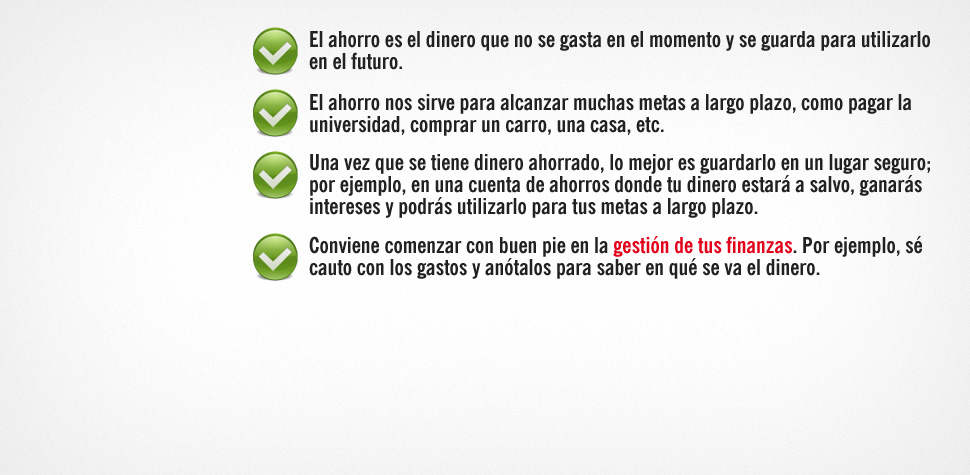 El ahorro es el dinero que no se gasta en el momento y se guarda para utilizarlo
en el futuro.
El ahorro nos sirve para alcanzar muchas metas a largo plazo, como pagar la
universidad, comprar un carro, una casa, etc.
Una vez que se tiene dinero ahorrado, lo mejor es guardarlo en un lugar seguro;
por ejemplo, en una cuenta de ahorros donde tu dinero estará a salvo, ganarás
intereses y podrás utilizarlo para tus metas a largo plazo.
Conviene comenzar con buen pie en la gestión de tus finanzas. Por ejemplo, sé
cauto con los gastos y anótalos para saber en qué se va el dinero.